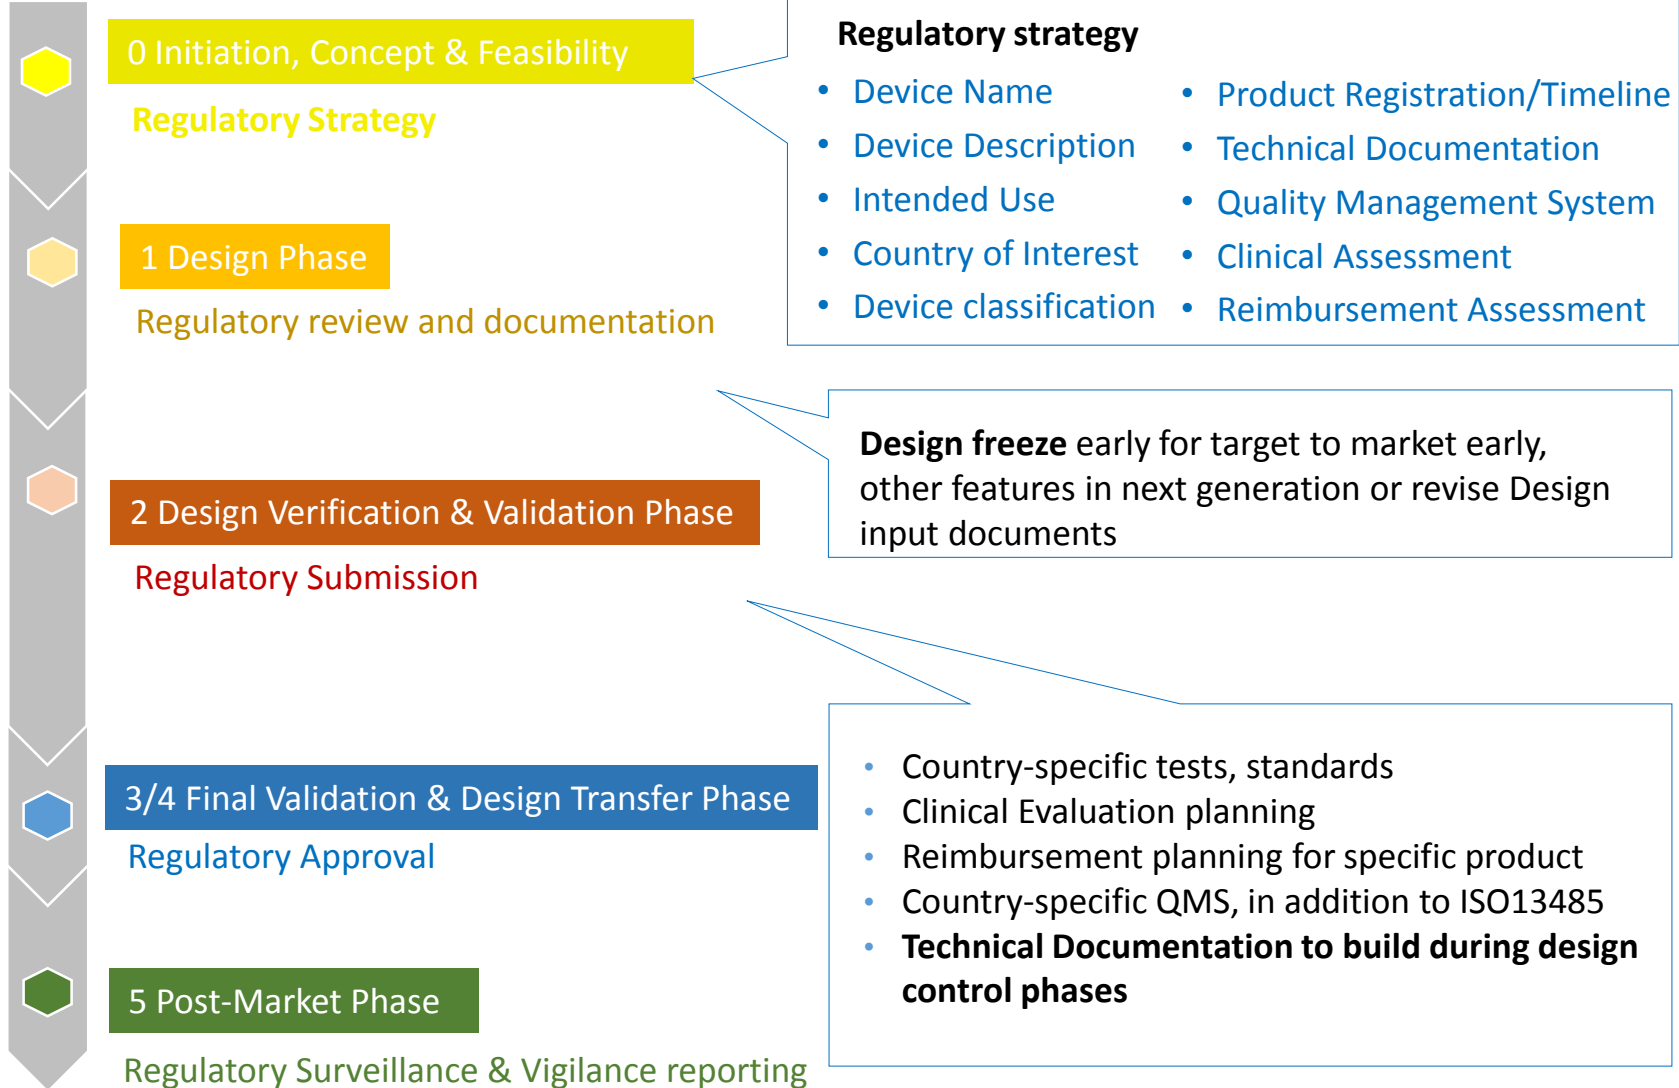 0 Initiation, Concept & Feasibility
Regulatory Strategy
Regulatory strategy
• Device Name
• Device Description
• Intended Use
• Country of Interest
• Device classification
• Product Registration/Timeline
• Technical Documentation
• Quality Management System
• Clinical Assessment
• Reimbursement Assessment
1 Design Phase
Regulatory review and documentation
Design freeze early for target to market early,
other features in next generation or revise Design
input documents
2 Design Verification & Validation Phase
Regulatory Submission
• Country-specific tests, standards
• Clinical Evaluation planning
• Reimbursement planning for specific product
• Country-specific QMS, in addition to ISO13485
• Technical Documentation to build during design
control phases
3/4 Final Validation & Design Transfer Phase
Regulatory Approval
5 Post-Market Phase
Regulatory Surveillance & Vigilance reporting